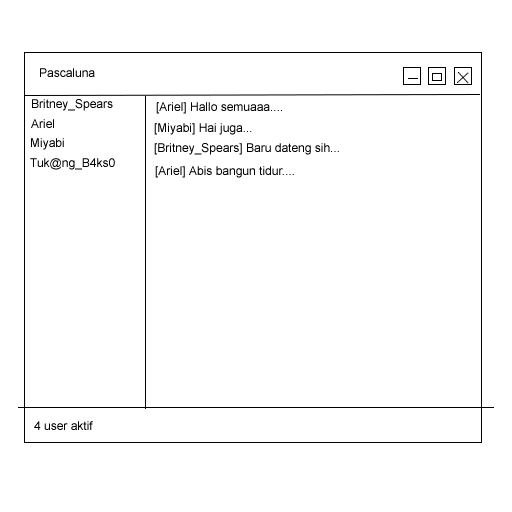 Pascaluna
Britney_Spears
Ariel
Miyabi
Tuk@ng_B4ks0
[Ariel] Hallo semuaaa....
[Miyabi] Hai juga...
[Britney_Spears] Baru dateng sih...
[Ariel] Abis bangun tidur....
4 user aktif